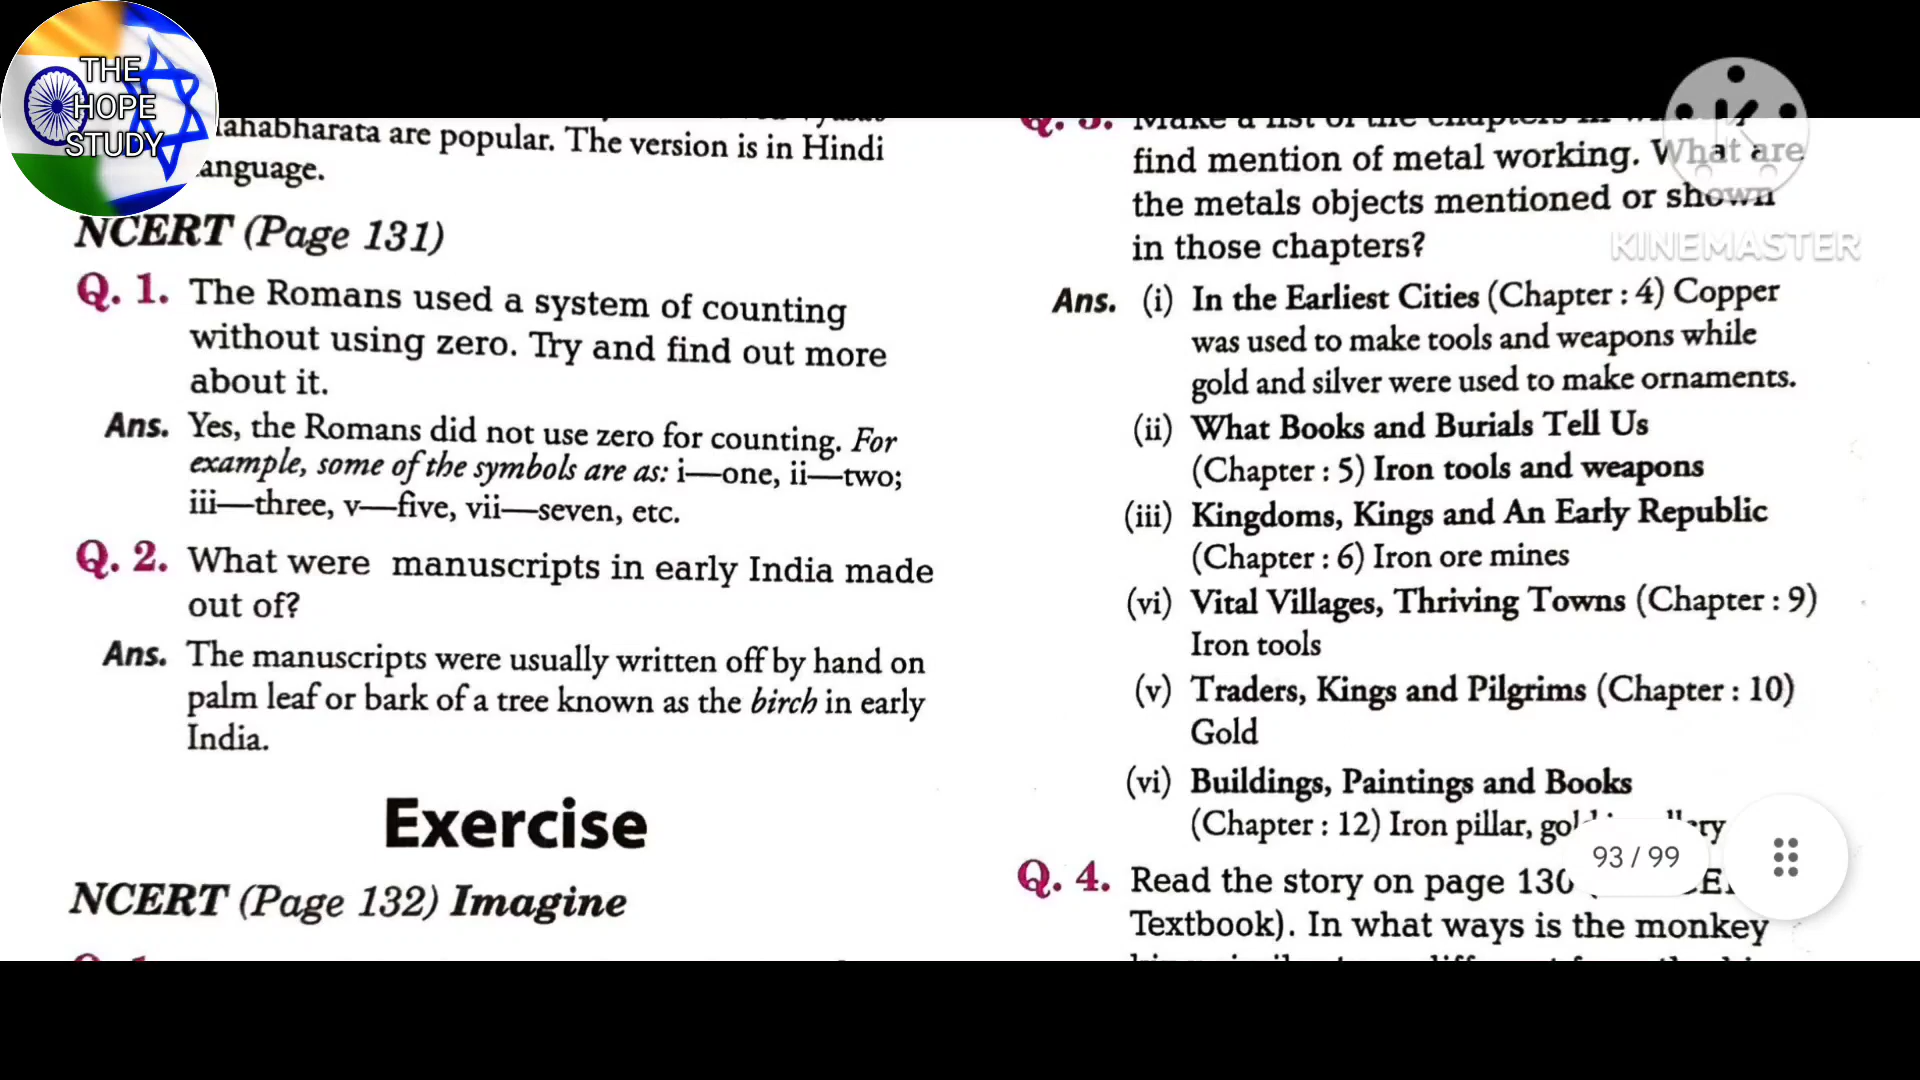 THE
HOPE
STUDY
ahabharata are popular. The version is in Hindi
anguage.
NCERT (Page 131)
Q. 1. The Romans used a system of counting
without using zero. Try and find out more
about it.
Ans. Yes, the Romans did not use zero for counting. For
example, some of the symbols are as: i—one, ii—two;
iii—three, v—five, vii—seven, etc.
Q. 2. What were manuscripts in early India made
out of?
Ans. The manuscripts were usually written off by hand on
palm leaf or bark of a tree known as the birch in early
India.
Exercise
NCERT (Page 132) Imagine
Q. 3. Make a list of the chapters in
find mention of metal working. What are
the metals objects mentioned or shown
in those chapters?
Ans. (i) In the Earliest Cities (Chapter : 4) Copper
was used to make tools and weapons while
gold and silver were used to make ornaments.
(ii) What Books and Burials Tell Us
(Chapter : 5) Iron tools and weapons
(iii) Kingdoms, Kings and An Early Republic
(Chapter : 6) Iron ore mines
(vi) Vital Villages, Thriving Towns (Chapter : 9)
Iron tools
(v) Traders, Kings and Pilgrims (Chapter : 10)
Gold
(vi) Buildings, Paintings and Books
(Chapter : 12) Iron pillar,
Q. 4. Read the story on page 130
Textbook). In what ways is the monkey
K
KINEMASTER
93 / 99